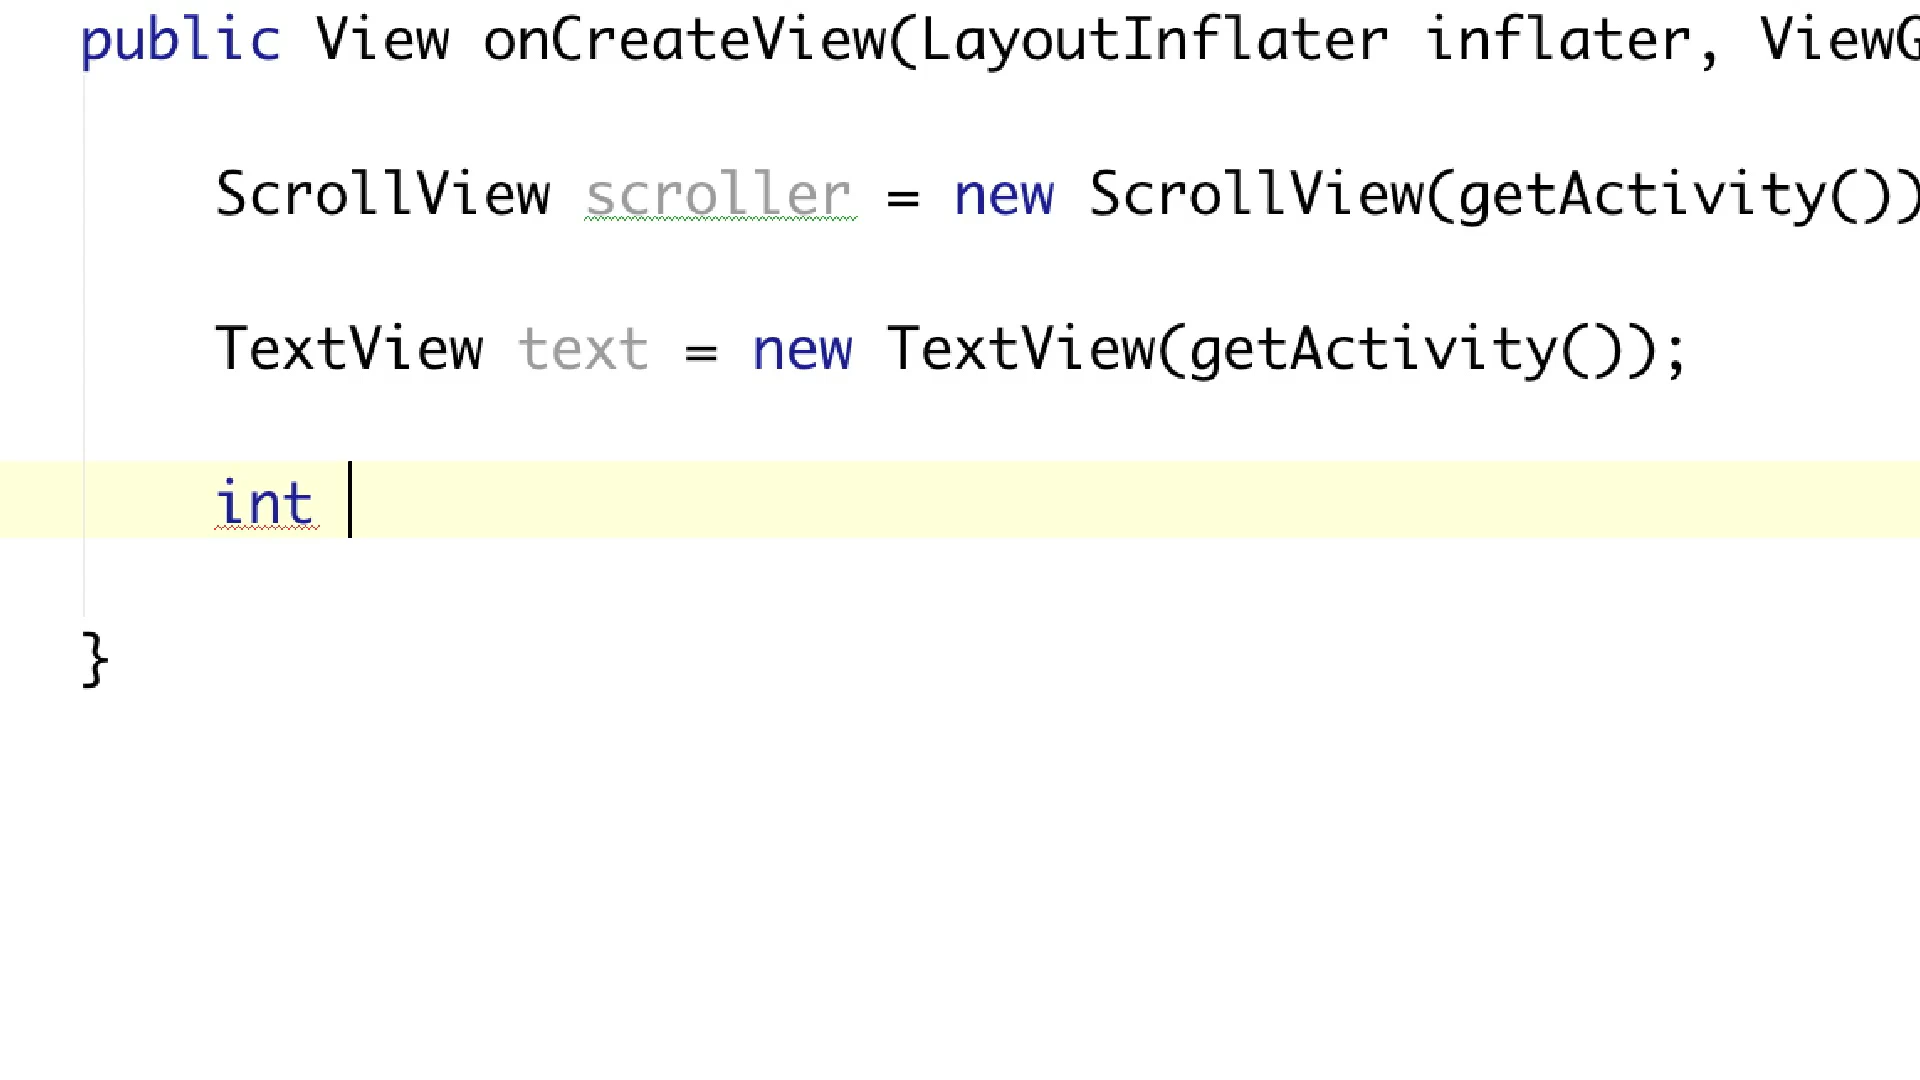 public View onCreateView(LayoutInflater inflater, ViewG
ScrollView scroller = new ScrollView(getActivity())
TextView text = new TextView(getActivity());
int
}